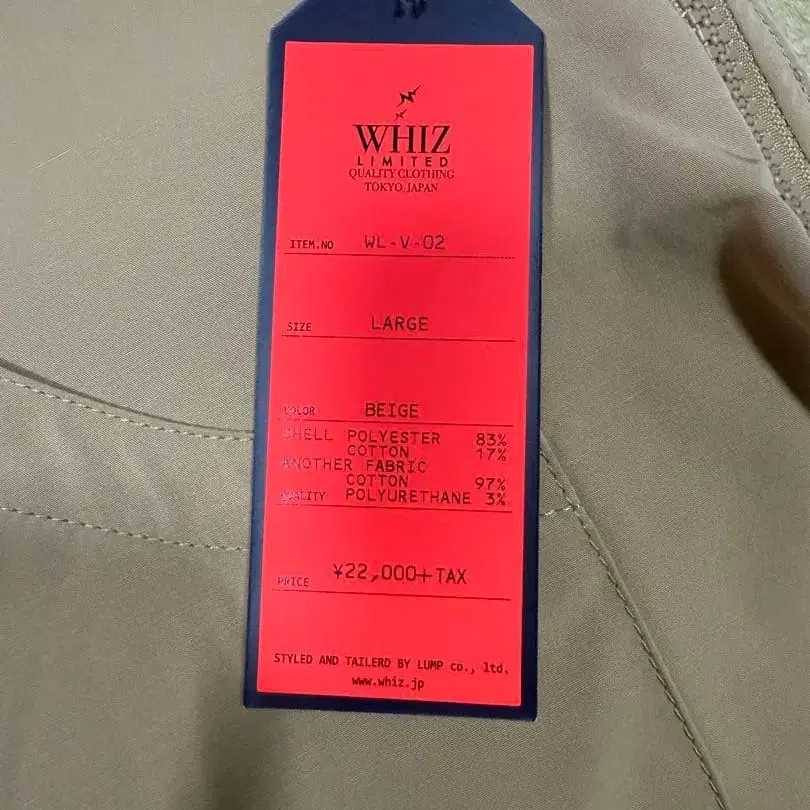 WHIZ
LIMITED
QUALITY CLOTHING
TOKYO, JAPAN
ITEM.NO WL-V-02
SIZE LARGE
COLOR BEIGE
SHELL POLYESTER 83%
COTTON 17%
ANOTHER FABRIC
COTTON 97%
QUALITY POLYURETHANE 3%
PRICE ¥22,000+TAX
STYLED AND TAILERD BY LUMP co., ltd.
www.whiz.jp